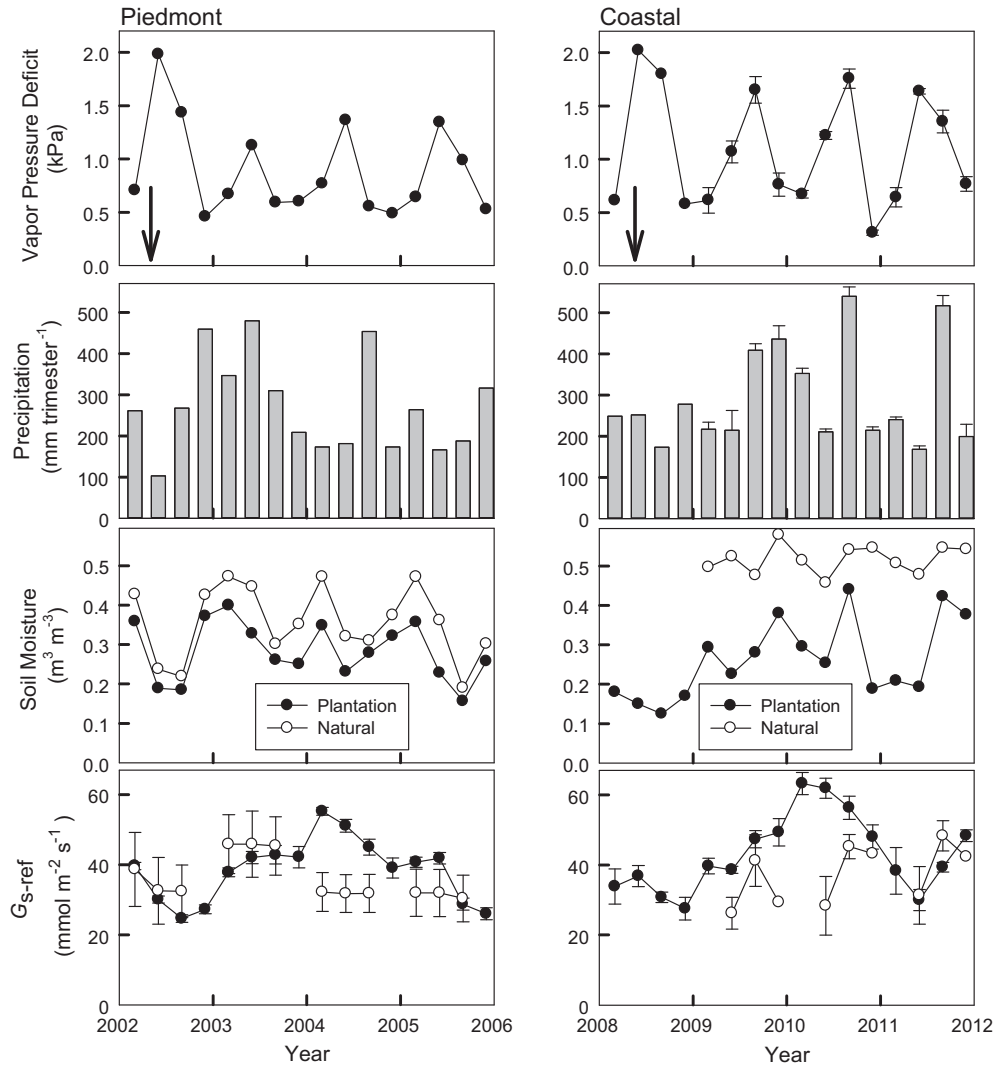 Piedmont
Coastal
Vapor Pressure Deficit
(kPa)
2.0
1.5
1.0
0.5
0.0
2.0
1.5
1.0
0.5
0.0
Precipitation
(mm trimester⁻¹)
500
400
300
200
100
0
500
400
300
200
100
0
Soil Moisture
(m³ m⁻³)
0.5
0.4
0.3
0.2
0.1
0.0
Plantation
Natural
0.5
0.4
0.3
0.2
0.1
0.0
Plantation
Natural
Gs-ref
(mmol m⁻² s⁻¹)
60
40
20
0
2002 2003 2004 2005 2006
Year
60
40
20
0
2008 2009 2010 2011 2012
Year